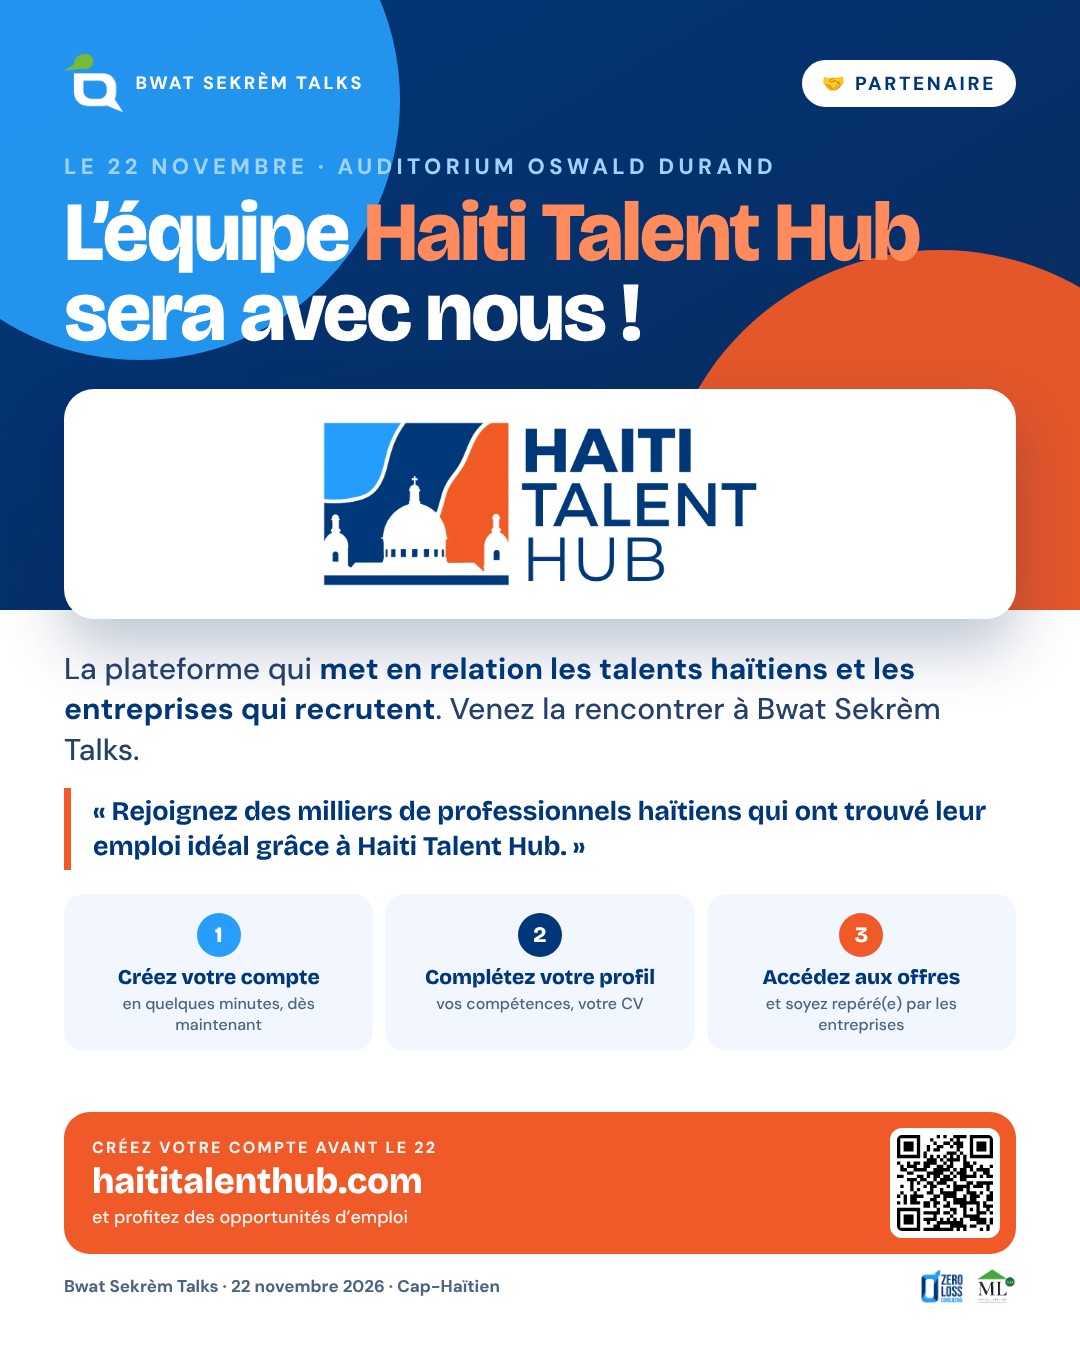 BWAT SEKRÈM TALKS
🤝 PARTENAIRE
LE 22 NOVEMBRE · AUDITORIUM OSWALD DURAND
L’équipe Haiti Talent Hub
sera avec nous !
HAITI
TALENT
HUB
La plateforme qui met en relation les talents haïtiens et les
entreprises qui recrutent. Venez la rencontrer à Bwat Sekrèm
Talks.
« Rejoignez des milliers de professionnels haïtiens qui ont trouvé leur
emploi idéal grâce à Haiti Talent Hub. »
1
Créez votre compte
en quelques minutes, dès
maintenant
2
Complétez votre profil
vos compétences, votre CV
3
Accédez aux offres
et soyez repéré(e) par les
entreprises
CRÉEZ VOTRE COMPTE AVANT LE 22
haititalenthub.com
et profitez des opportunités d’emploi
Bwat Sekrèm Talks · 22 novembre 2026 · Cap-Haïtien
ZERO
LOSS
ML